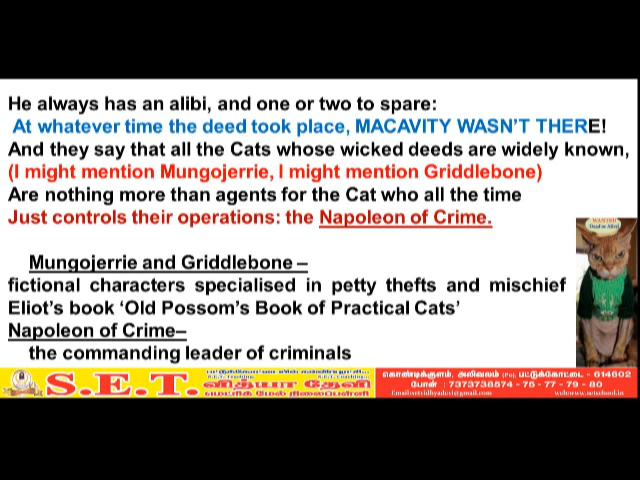 He always has an alibi, and one or two to spare:
At whatever time the deed took place, MACAVITY WASN'T THERE!
And they say that all the Cats whose wicked deeds are widely known,
(I might mention Mungojerrie, I might mention Griddlebone)
Are nothing more than agents for the Cat who all the time
Just controls their operations: the Napoleon of Crime.
WANTED
Dead or Alive!
Mungojerrie and Griddlebone –
fictional characters specialised in petty thefts and mischief
Eliot's book 'Old Possom's Book of Practical Cats'
Napoleon of Crime–
the commanding leader of criminals
S.E.T.
வித்யா தேவி
மெட்ரிக் மேல் நிலைப்பள்ளி
கொண்டிக்குளம், அலிவலம் (Po), பட்டுக்கோட்டை - 614602
போன் : 7373738874 - 75 - 77 - 79 - 80